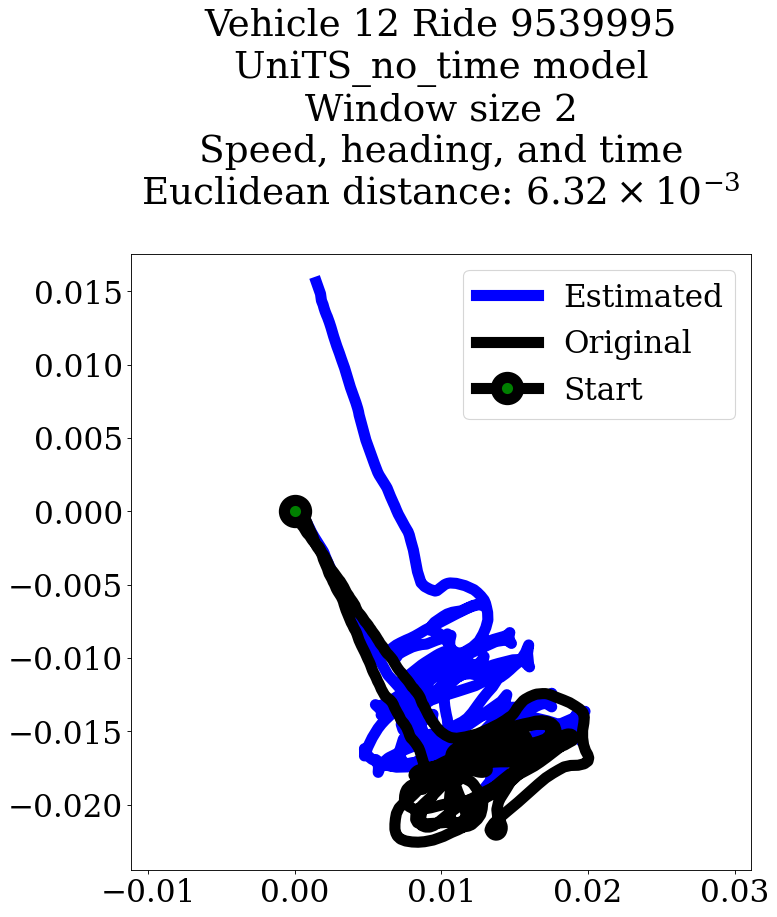 Vehicle 12 Ride 9539995
UniTS_no_time model
Window size 2
Speed, heading, and time
Euclidean distance: 6.32 × 10⁻³
Estimated
Original
Start
0.015
0.010
0.005
0.000
−0.005
−0.010
−0.015
−0.020
−0.01 0.00 0.01 0.02 0.03